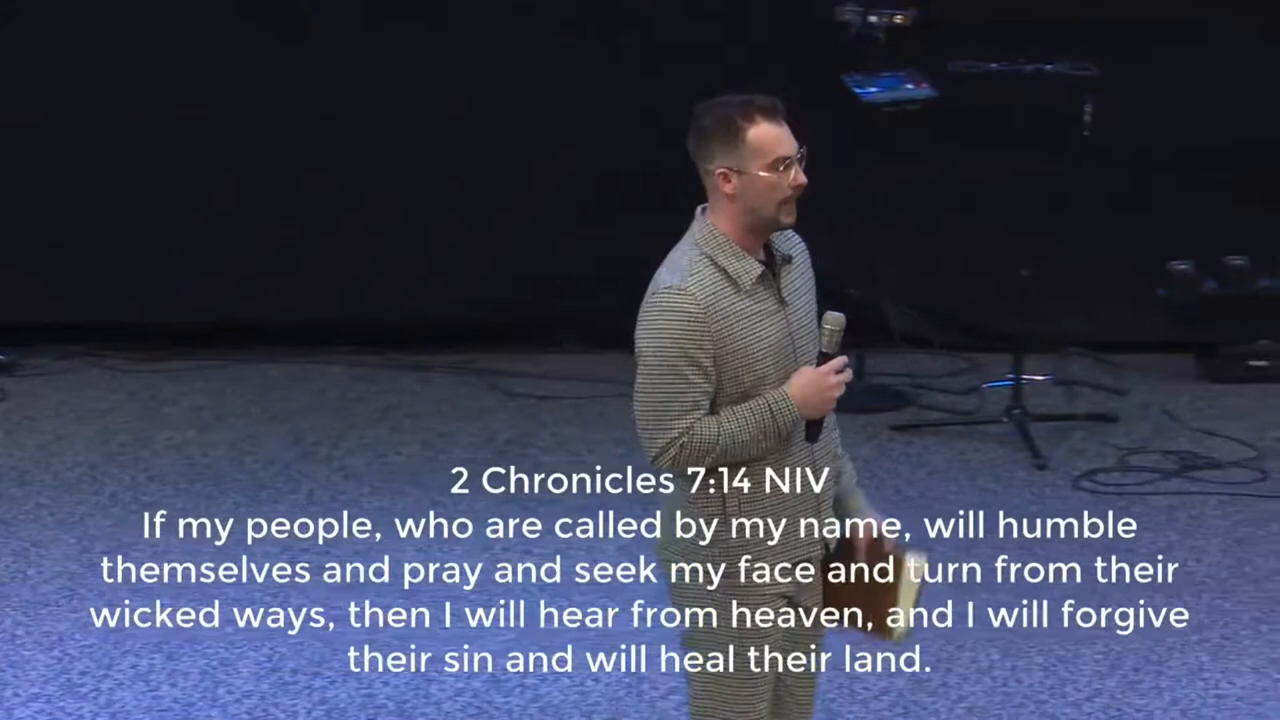 2 Chronicles 7:14 NIV
If my people, who are called by my name, will humble
themselves and pray and seek my face and turn from their
wicked ways, then I will hear from heaven, and I will forgive
their sin and will heal their land.